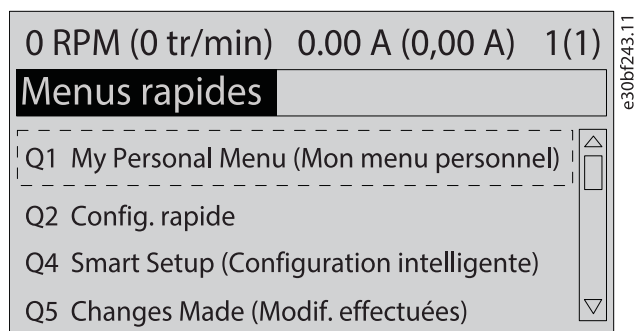 0 RPM (0 tr/min) 0.00 A (0,00 A) 1(1)
Menus rapides
Q1 My Personal Menu (Mon menu personnel)
Q2 Config. rapide
Q4 Smart Setup (Configuration intelligente)
Q5 Changes Made (Modif. effectuées)
e30bf243.11